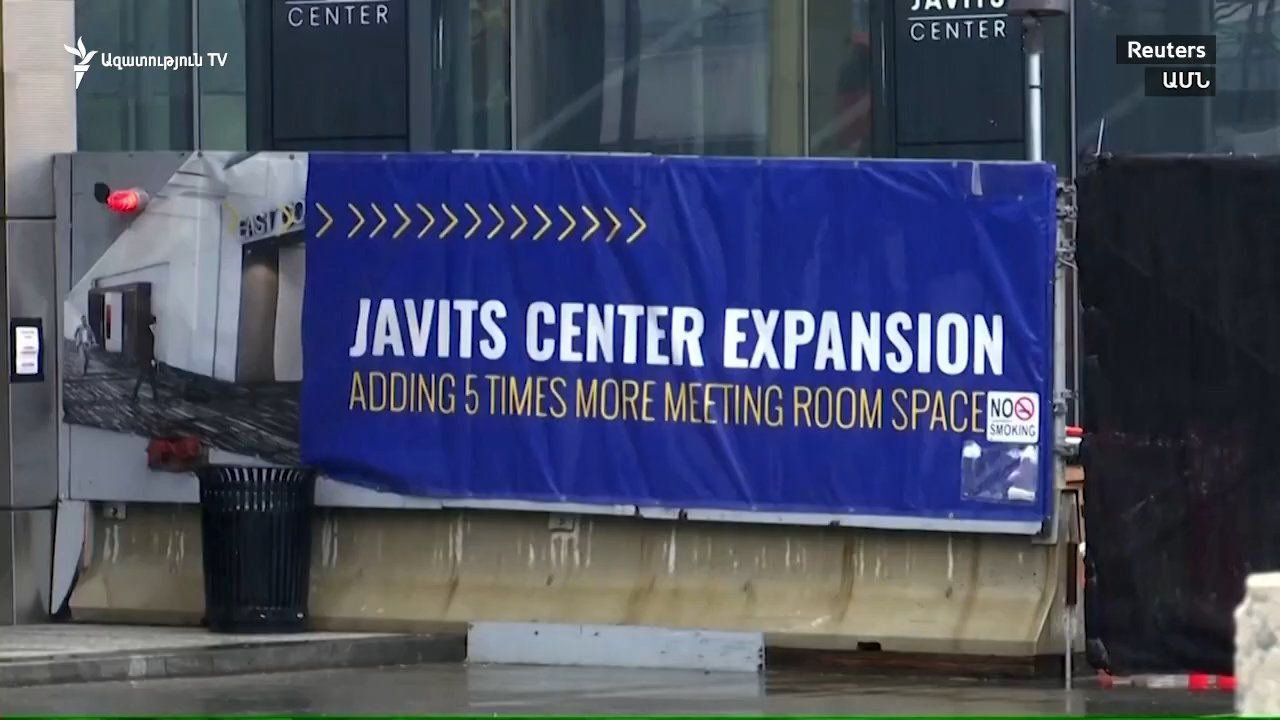 CENTER
JAVITS
CENTER
Ազատություն TV
Reuters
ԱՄՆ
JAVITS CENTER EXPANSION
ADDING 5 TIMES MORE MEETING ROOM SPACE
NO
SMOKING